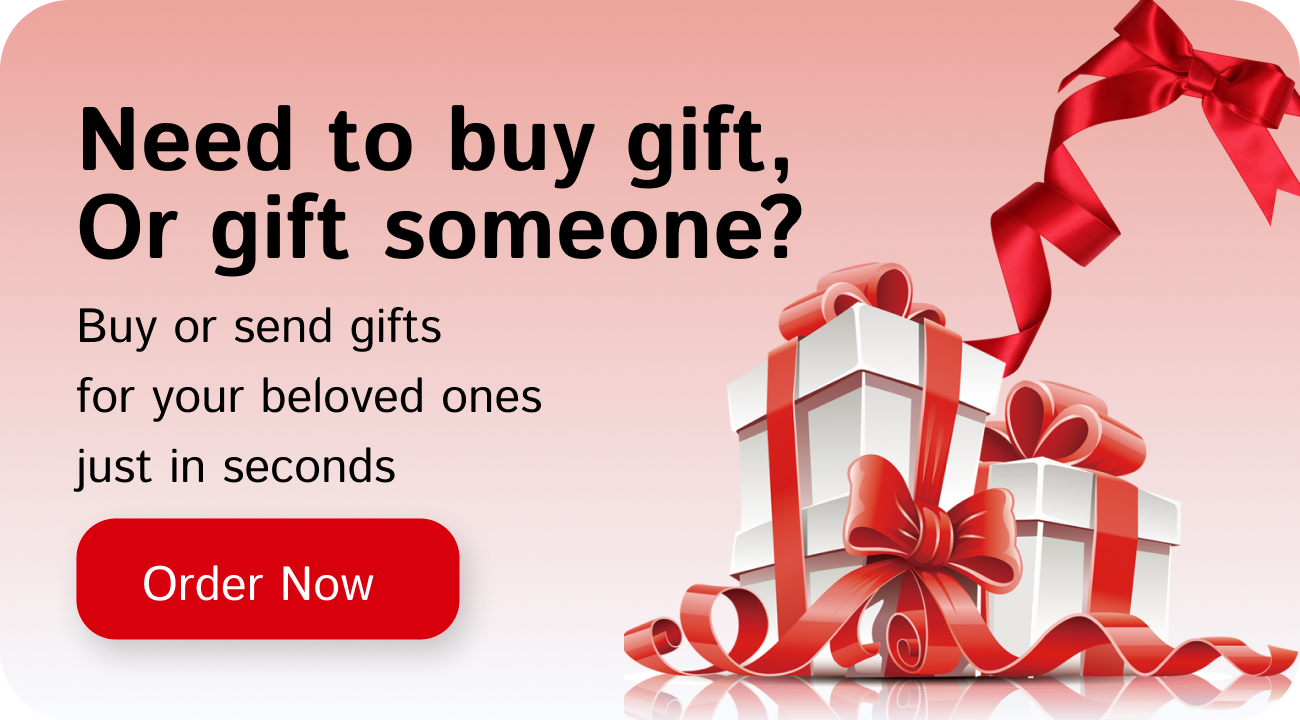 Need to buy gift,
Or gift someone?
Buy or send gifts
for your beloved ones
just in seconds
Order Now